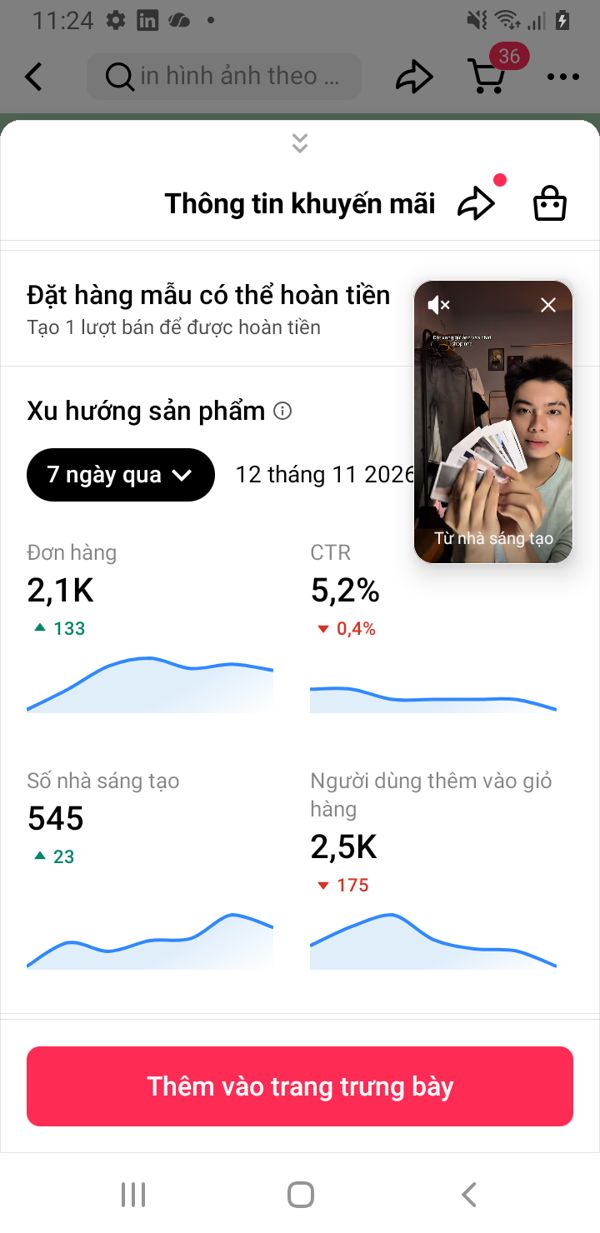 11:24
in hình ảnh theo ...
36
Thông tin khuyến mãi
Đặt hàng mẫu có thể hoàn tiền
Tạo 1 lượt bán để được hoàn tiền
Xu hướng sản phẩm
7 ngày qua
12 tháng 11 2026
Từ nhà sáng tạo
Đơn hàng
2,1K
133
CTR
5,2%
0,4%
Số nhà sáng tạo
545
23
Người dùng thêm vào giỏ
hàng
2,5K
175
Thêm vào trang trưng bày